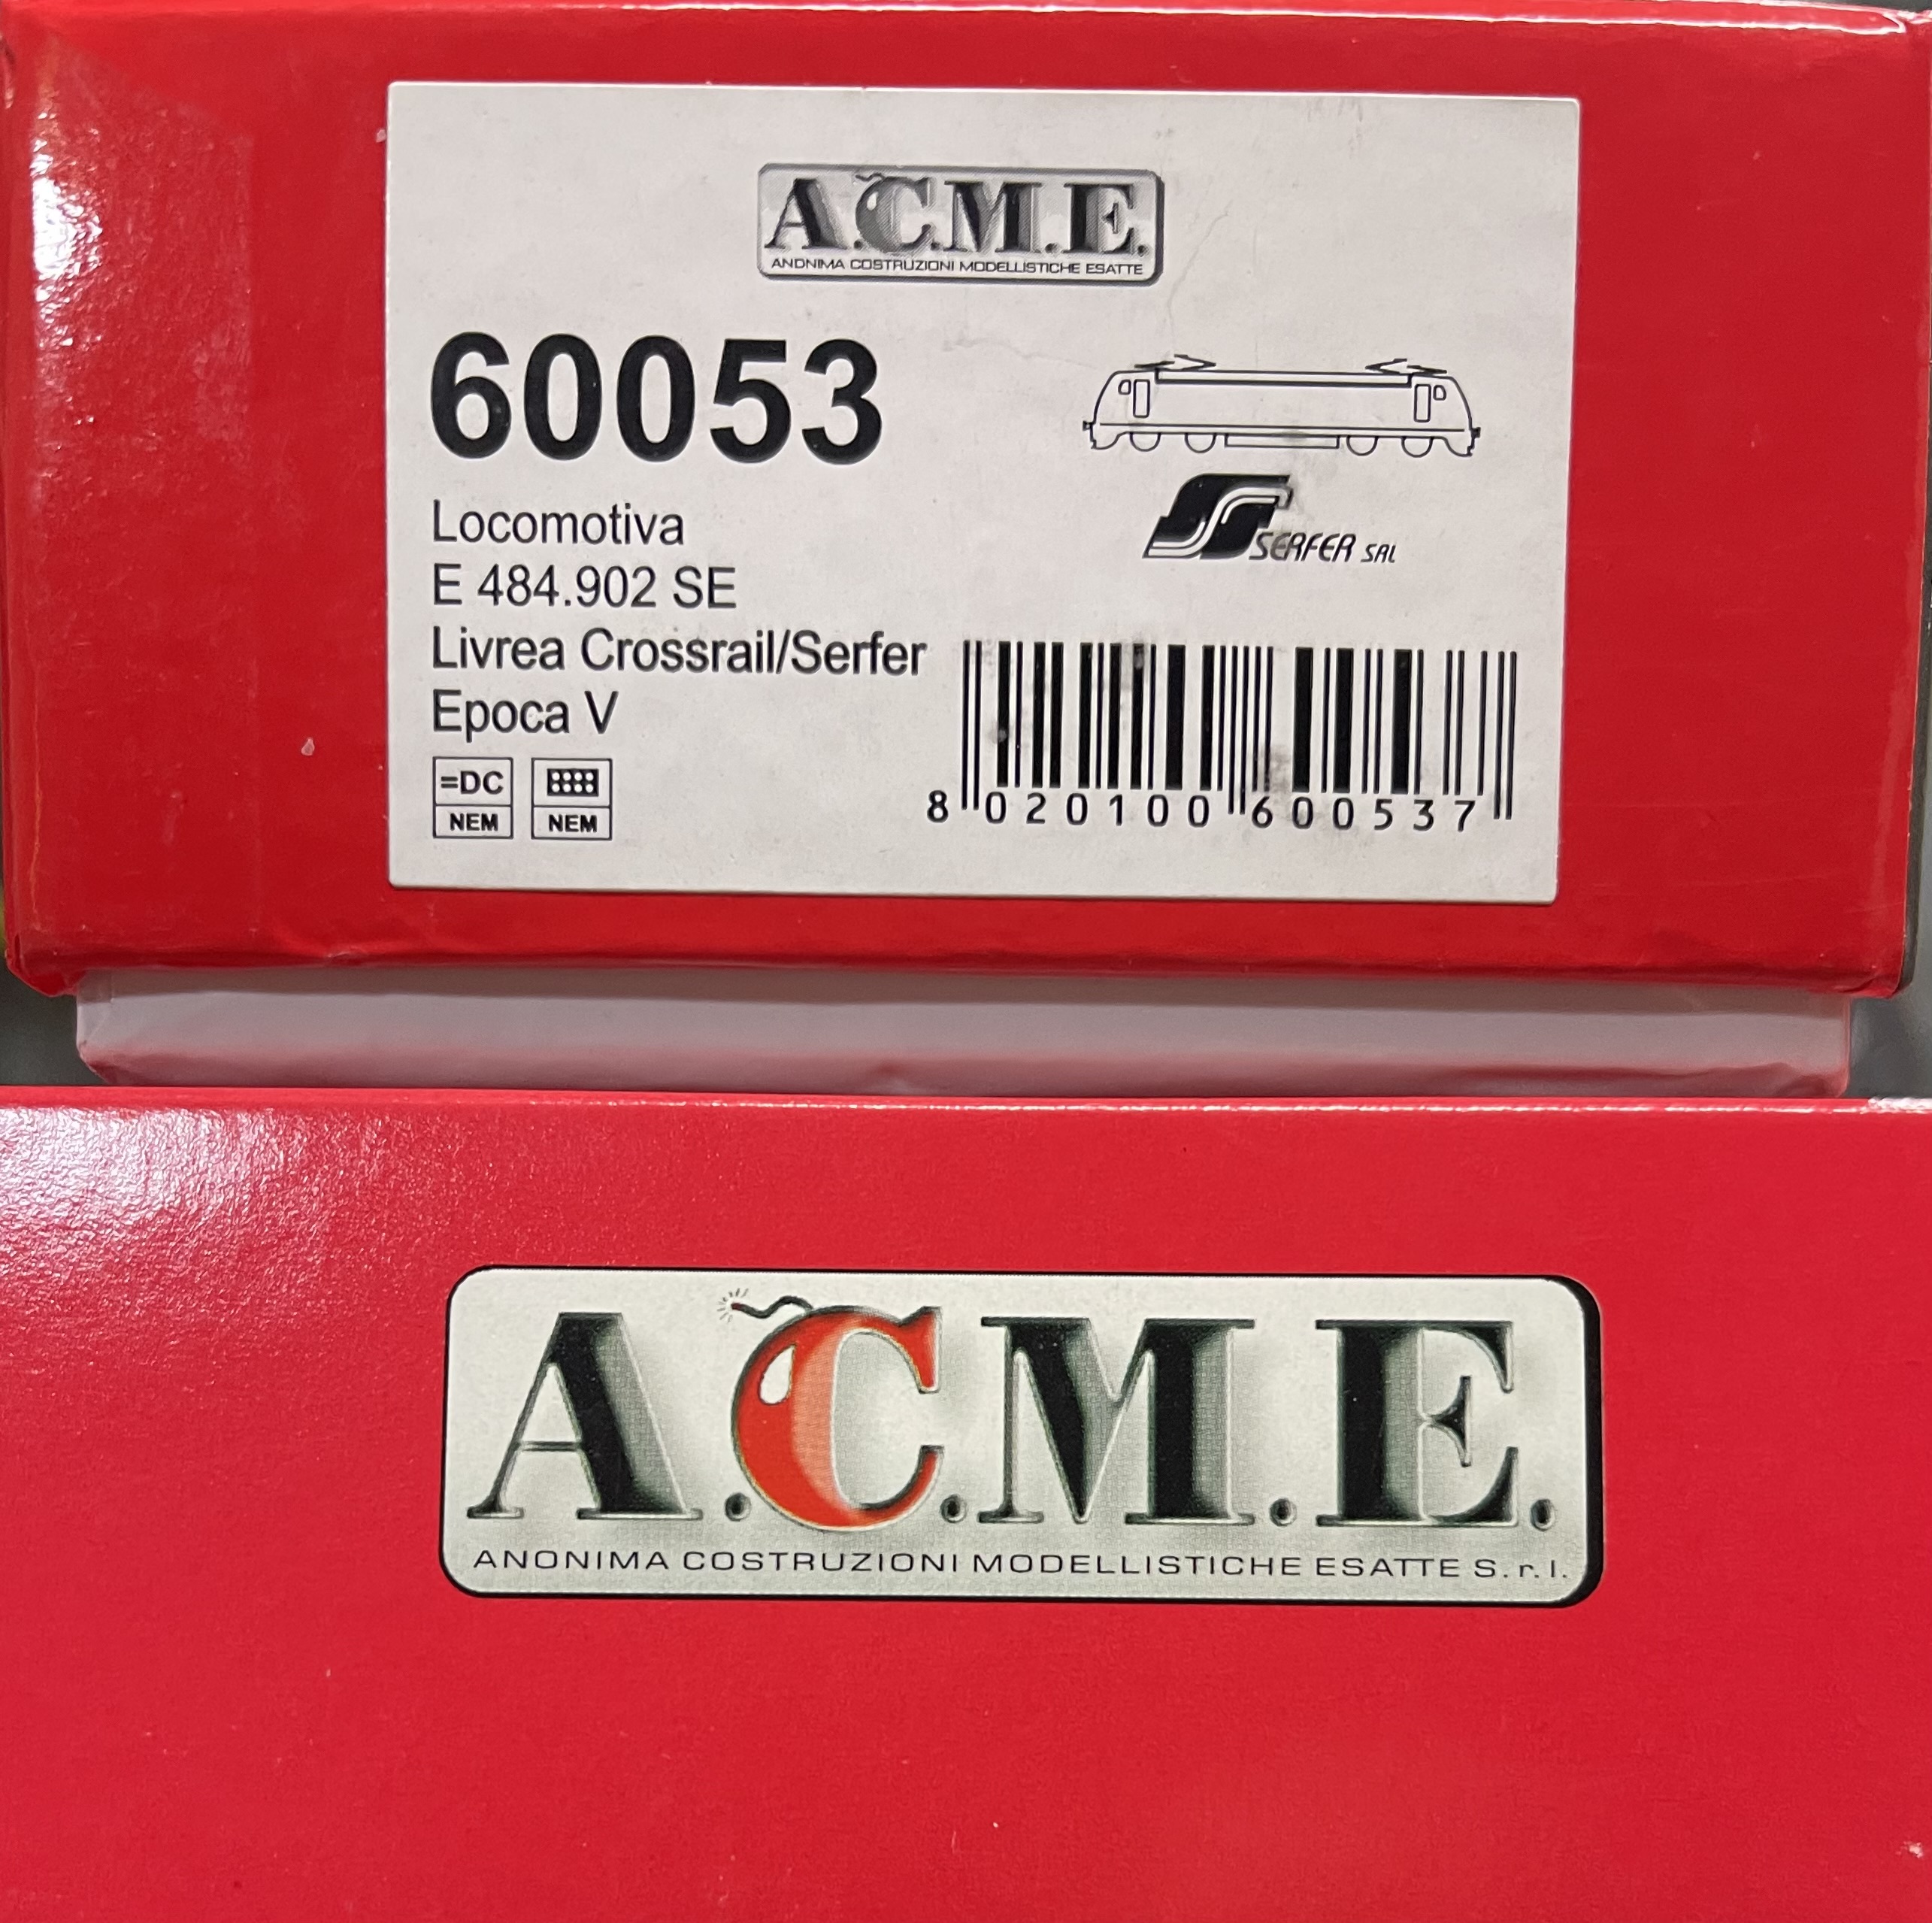 A.C.M.E.
ANONIMA COSTRUZIONI MODELLISTICHE ESATTE
60053
Locomotiva
E 484.902 SE
Livrea Crossrail/Serfer
Epoca V
=DC
NEM
NEM
SERFER SRL
8 020100 600537
A.C.M.E.
ANONIMA COSTRUZIONI MODELLISTICHE ESATTE S.r.l.